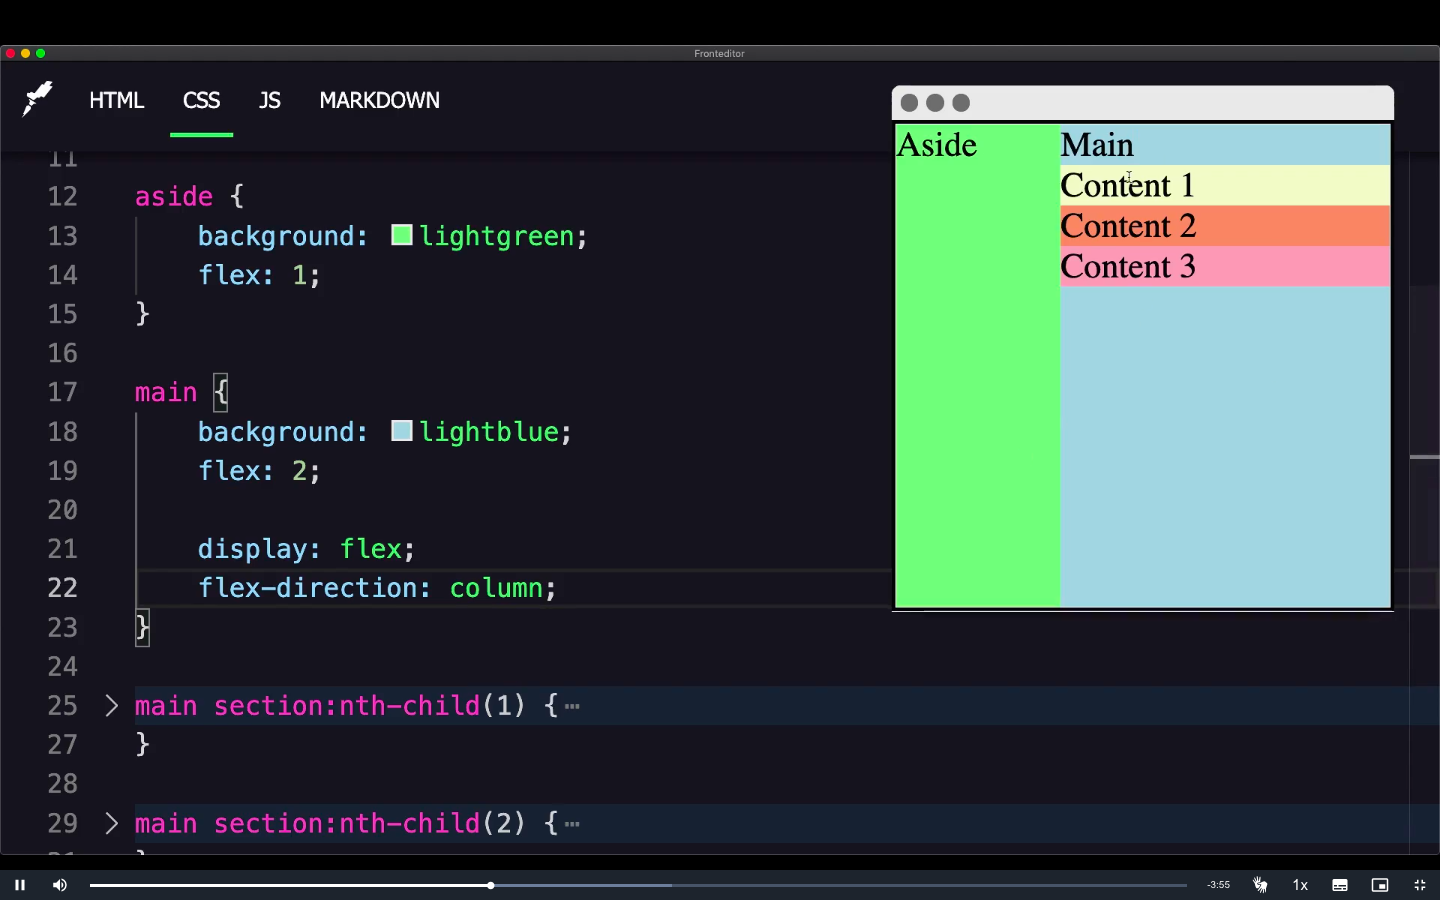 Fronteditor
HTML CSS JS MARKDOWN
11
12 aside {
13 background: lightgreen;
14 flex: 1;
15 }
16
17 main {
18 background: lightblue;
19 flex: 2;
20
21 display: flex;
22 flex-direction: column;
23 }
24
25 > main section:nth-child(1) {⋯
27 }
28
29 > main section:nth-child(2) {⋯
Aside
Main
Content 1
Content 2
Content 3
-3:55
1x